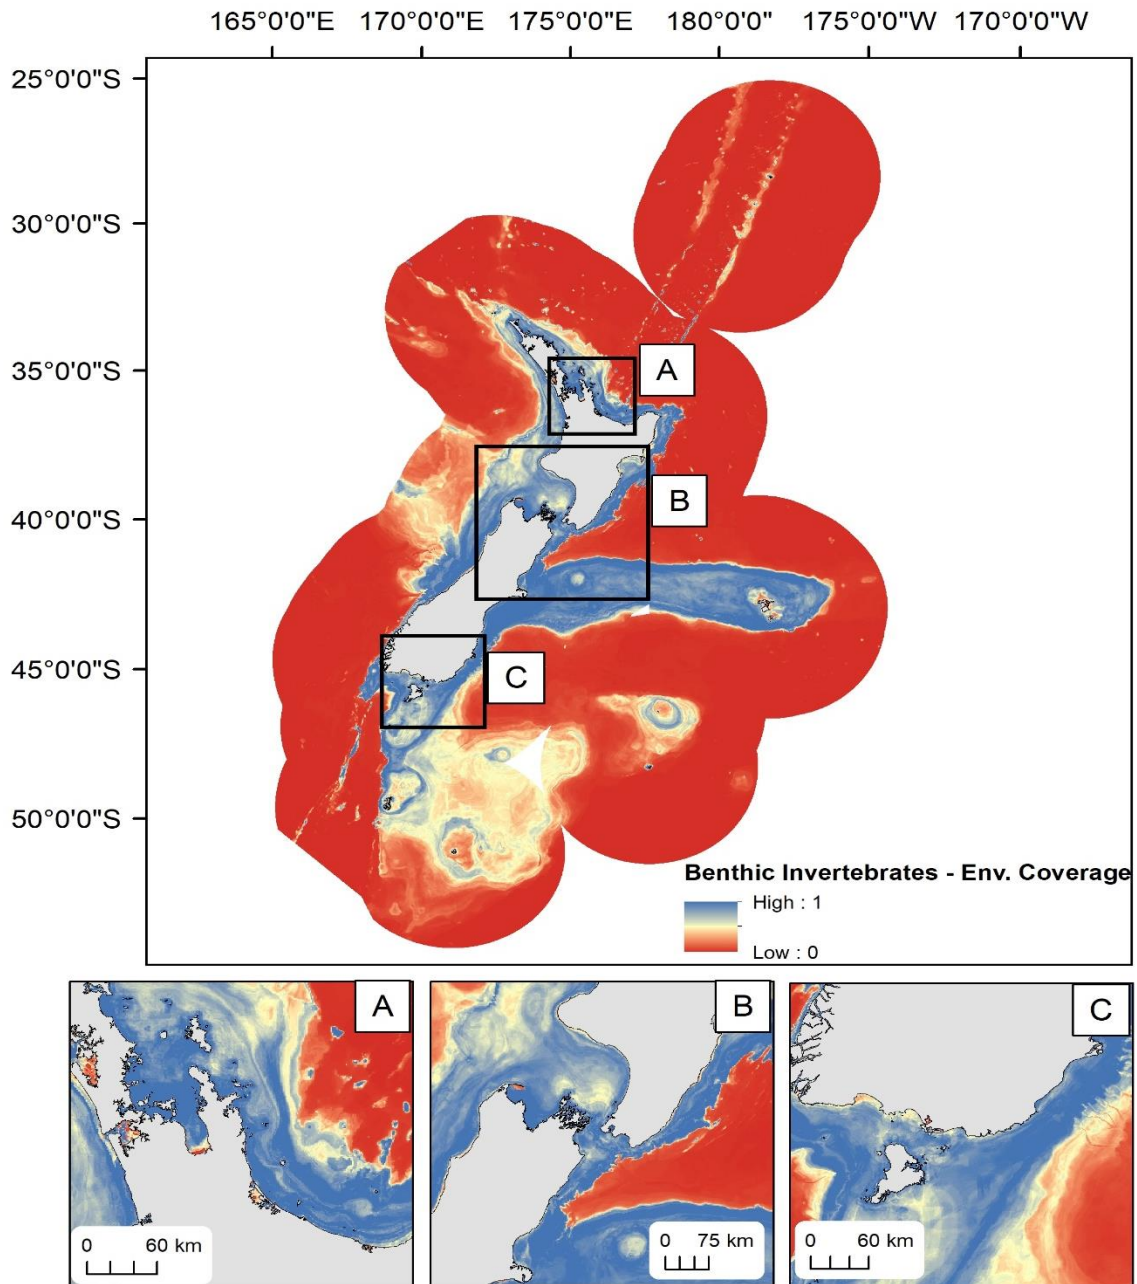 165°0'0"E 170°0'0"E 175°0'0"E 180°0'0" 175°0'0"W 170°0'0"W
25°0'0"S
30°0'0"S
35°0'0"S
A
B
40°0'0"S
45°0'0"S
C
50°0'0"S
Benthic Invertebrates - Env. Coverage
High : 1
Low : 0
A
B
C
0 60 km
0 75 km
0 60 km